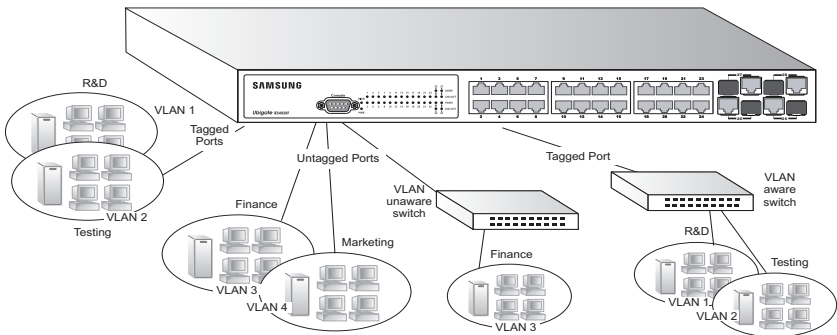 SAMSUNG
Console
1 3 5 7
9 11 13 15
17 19 21 23
2 4 6 8
10 12 14 16
18 20 22 24
R&D
VLAN 1
Tagged
Ports
VLAN 2
Testing
Untagged Ports
Finance
VLAN 3
Marketing
VLAN 4
VLAN
unaware
switch
Finance
VLAN 3
Tagged Port
VLAN
aware
switch
R&D
VLAN 1
Testing
VLAN 2